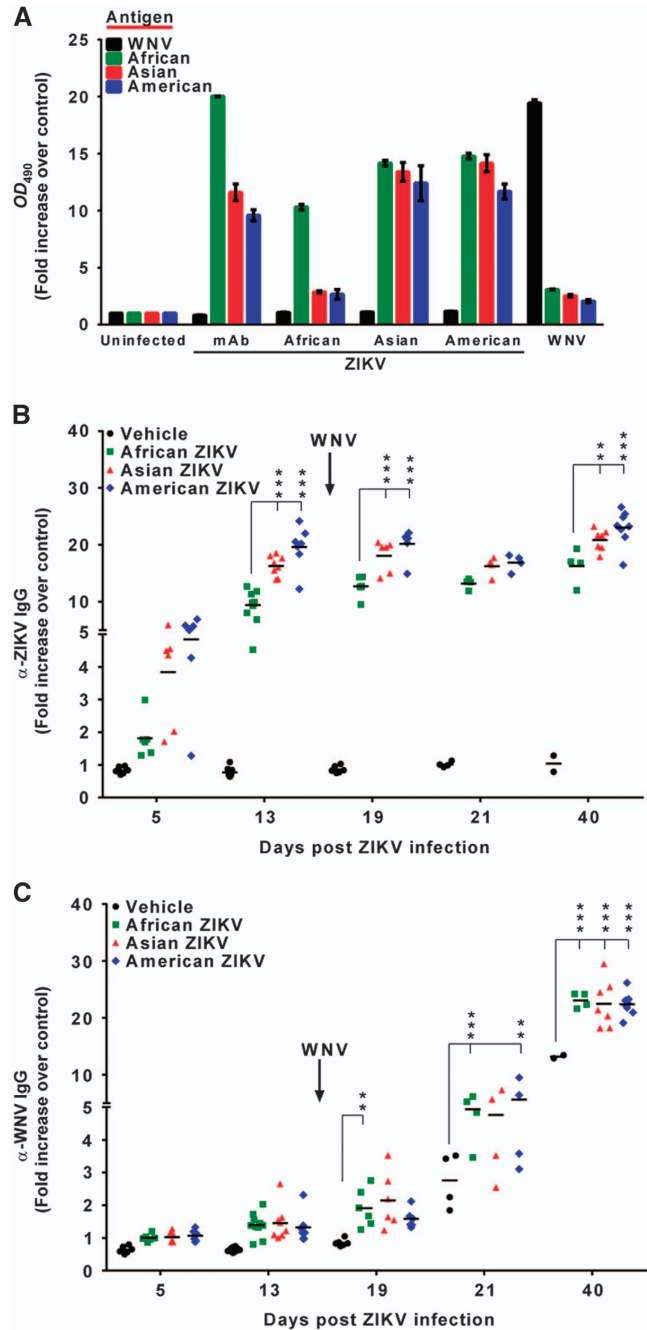 A
Antigen
WNV
African
Asian
American
OD490
(Fold increase over control)
25
20
15
10
5
0
Uninfected mAb African Asian American WNV
ZIKV
B
Vehicle
African ZIKV
Asian ZIKV
American ZIKV
WNV
*** ***
*** ***
** ***
α-ZIKV IgG
(Fold increase over control)
40
30
20
10
5
4
3
2
1
0
5 13 19 21 40
Days post ZIKV infection
C
Vehicle
African ZIKV
Asian ZIKV
American ZIKV
WNV
**
*** **
*** *** ***
α-WNV IgG
(Fold increase over control)
40
30
20
10
5
4
3
2
1
0
5 13 19 21 40
Days post ZIKV infection